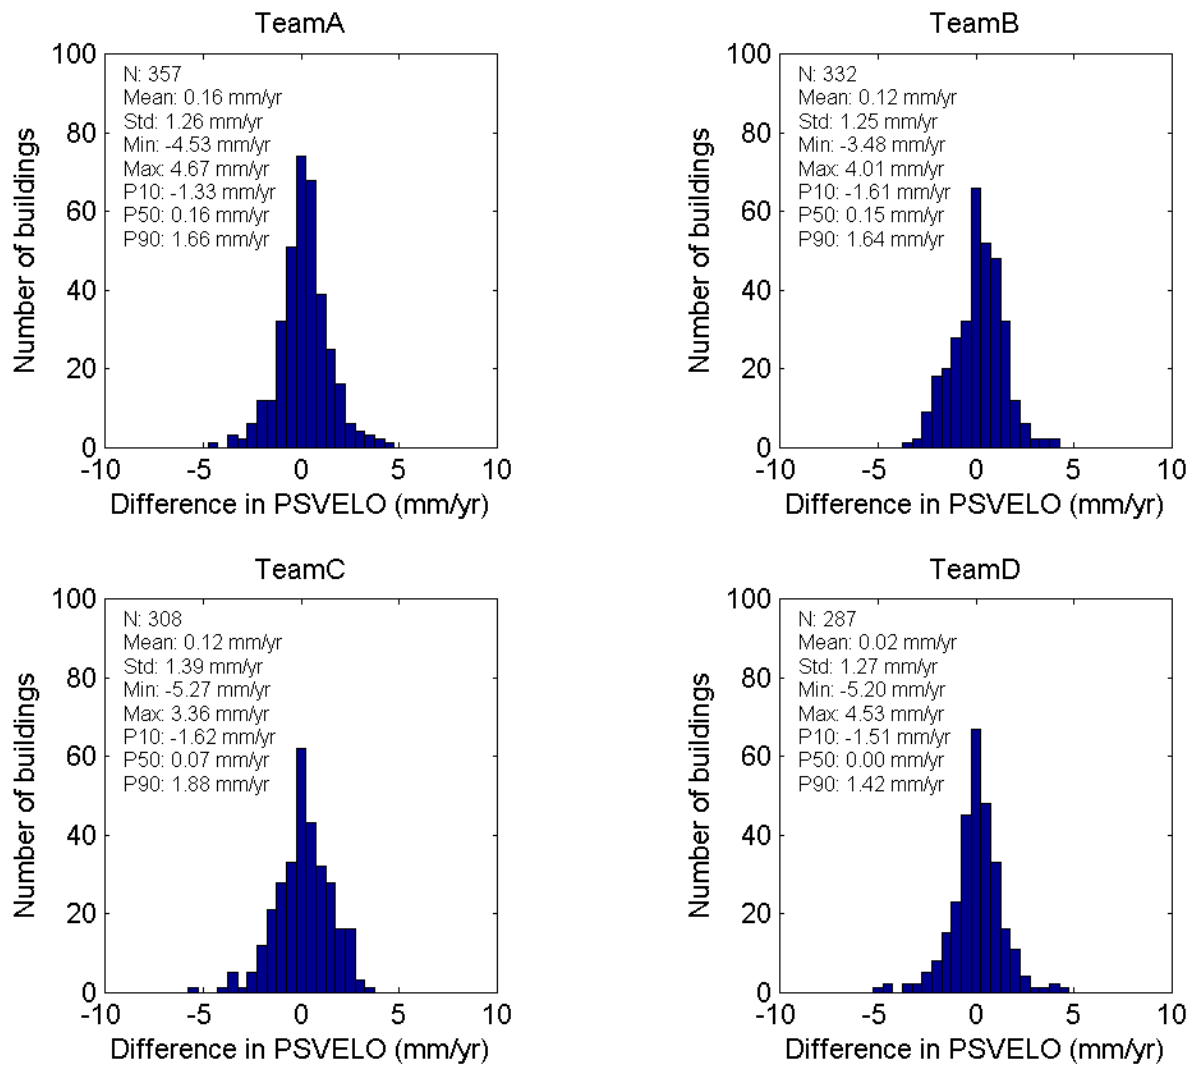 TeamA
100
80
60
40
20
0
Number of buildings
N: 357
Mean: 0.16 mm/yr
Std: 1.26 mm/yr
Min: -4.53 mm/yr
Max: 4.67 mm/yr
P10: -1.33 mm/yr
P50: 0.16 mm/yr
P90: 1.66 mm/yr
-10 -5 0 5 10
Difference in PSVELO (mm/yr)
TeamB
100
80
60
40
20
0
Number of buildings
N: 332
Mean: 0.12 mm/yr
Std: 1.25 mm/yr
Min: -3.48 mm/yr
Max: 4.01 mm/yr
P10: -1.61 mm/yr
P50: 0.15 mm/yr
P90: 1.64 mm/yr
-10 -5 0 5 10
Difference in PSVELO (mm/yr)
TeamC
100
80
60
40
20
0
Number of buildings
N: 308
Mean: 0.12 mm/yr
Std: 1.39 mm/yr
Min: -5.27 mm/yr
Max: 3.36 mm/yr
P10: -1.62 mm/yr
P50: 0.07 mm/yr
P90: 1.88 mm/yr
-10 -5 0 5 10
Difference in PSVELO (mm/yr)
TeamD
100
80
60
40
20
0
Number of buildings
N: 287
Mean: 0.02 mm/yr
Std: 1.27 mm/yr
Min: -5.20 mm/yr
Max: 4.53 mm/yr
P10: -1.51 mm/yr
P50: 0.00 mm/yr
P90: 1.42 mm/yr
-10 -5 0 5 10
Difference in PSVELO (mm/yr)